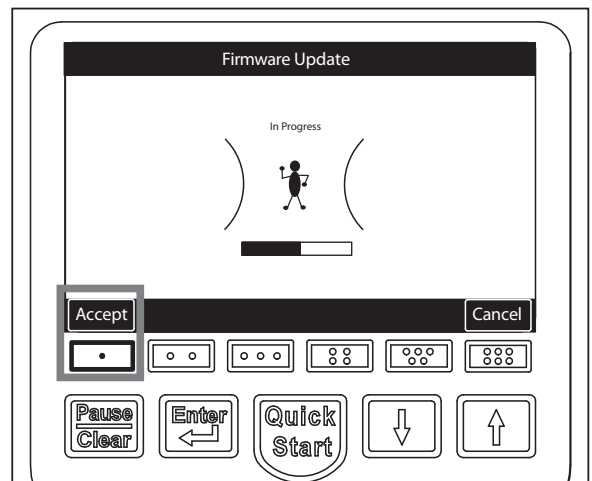 Firmware Update
In Progress
Accept
Cancel
Pause
Clear
Enter
Quick
Start